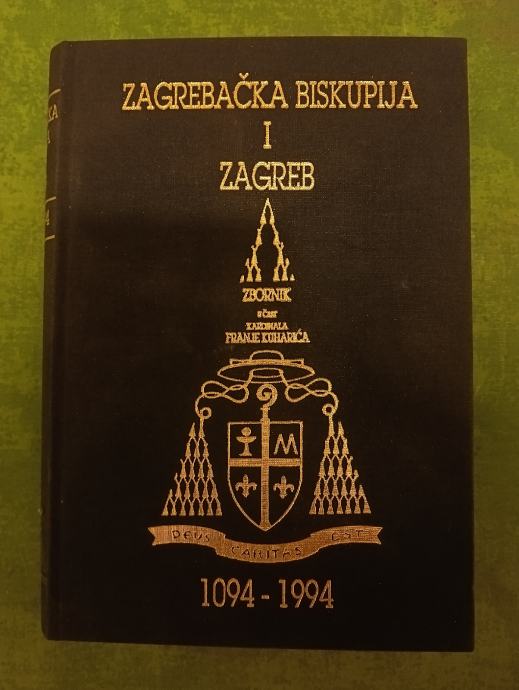 ZAGREBAČKA BISKUPIJA
I
ZAGREB
ZBORNIK
U ČAST
KARDINALA
FRANJE KUHARIĆA
M
DEUS CARITAS EST
1094 - 1994